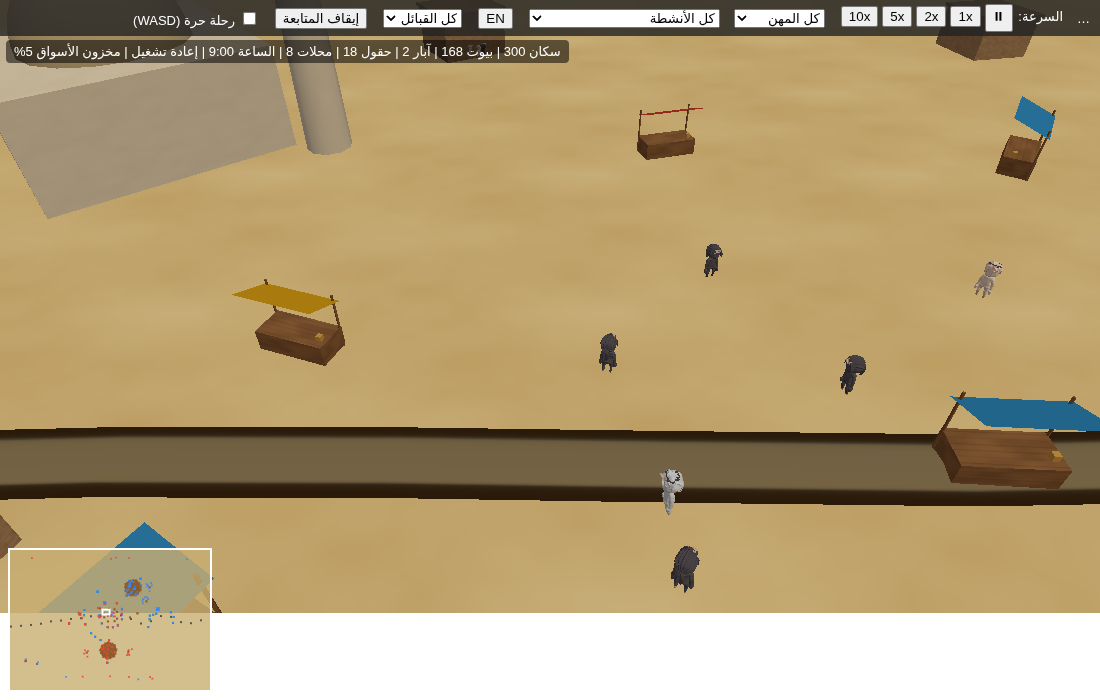 … السرعة: ⏸ 1x 2x 5x 10x كل المهن كل الأنشطة EN كل القبائل إيقاف المتابعة رحلة حرة (WASD)
سكان 300 | بيوت 168 | آبار 2 | حقول 18 | محلات 8 | الساعة 9:00 | إعادة تشغيل | مخزون الأسواق 5%